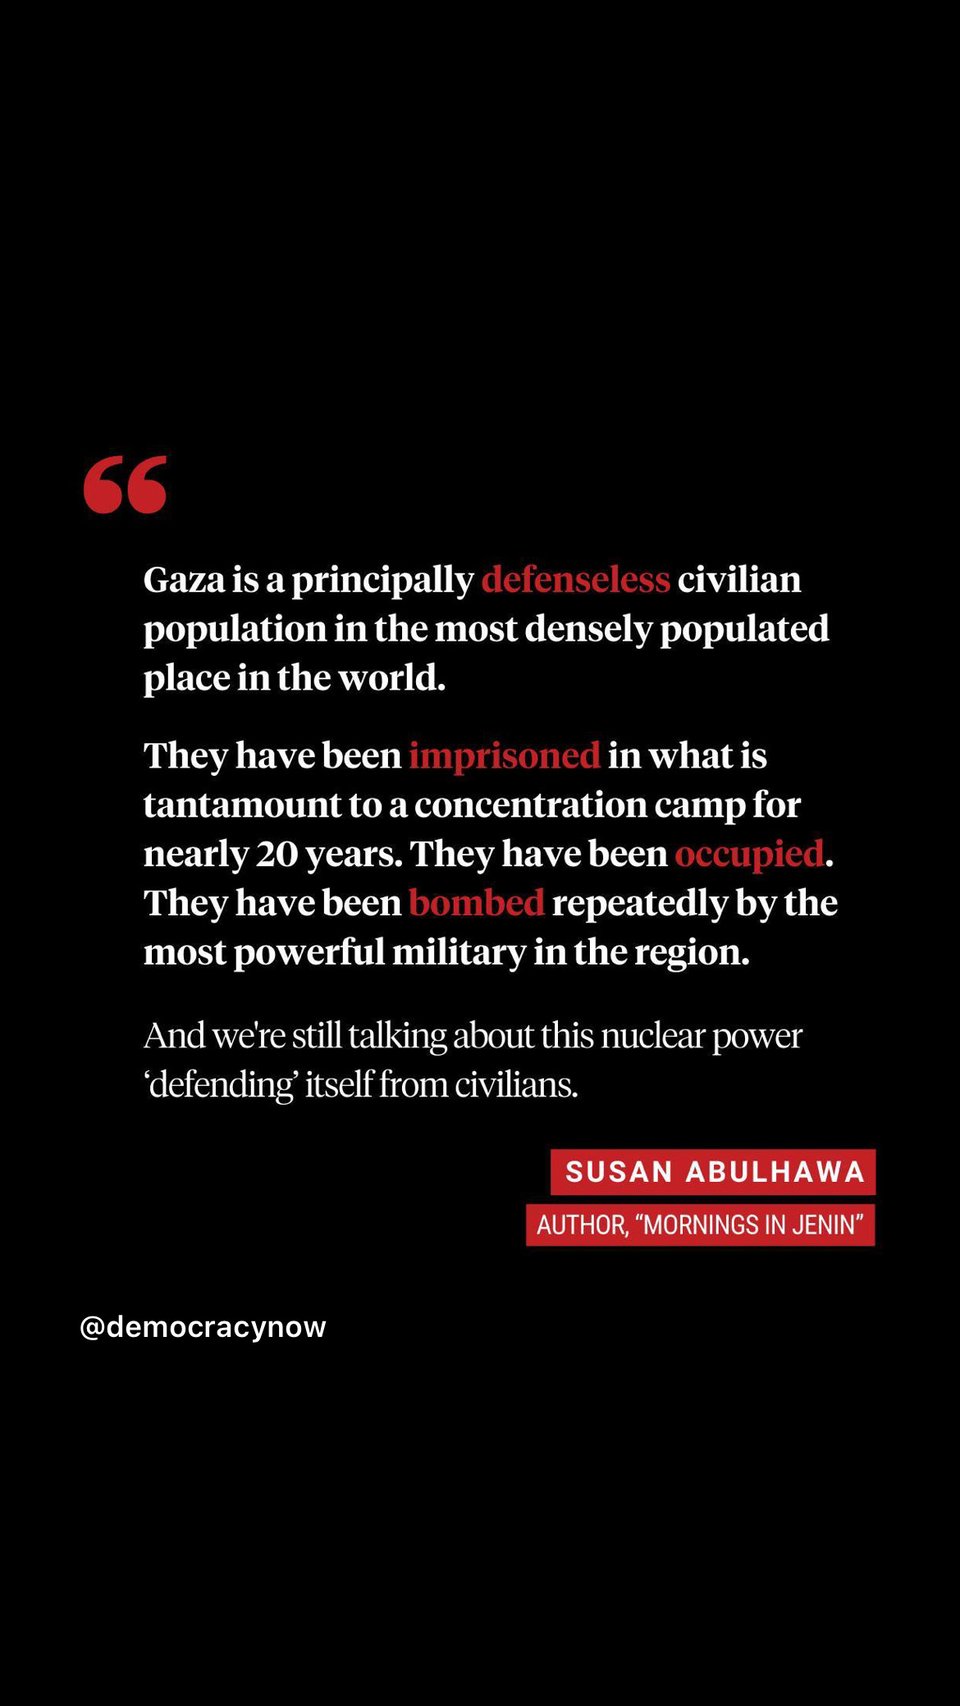 “
Gaza is a principally defenseless civilian
population in the most densely populated
place in the world.
They have been imprisoned in what is
tantamount to a concentration camp for
nearly 20 years. They have been occupied.
They have been bombed repeatedly by the
most powerful military in the region.
And we're still talking about this nuclear power
‘defending’ itself from civilians.
SUSAN ABULHAWA
AUTHOR, “MORNINGS IN JENIN”
@democracynow